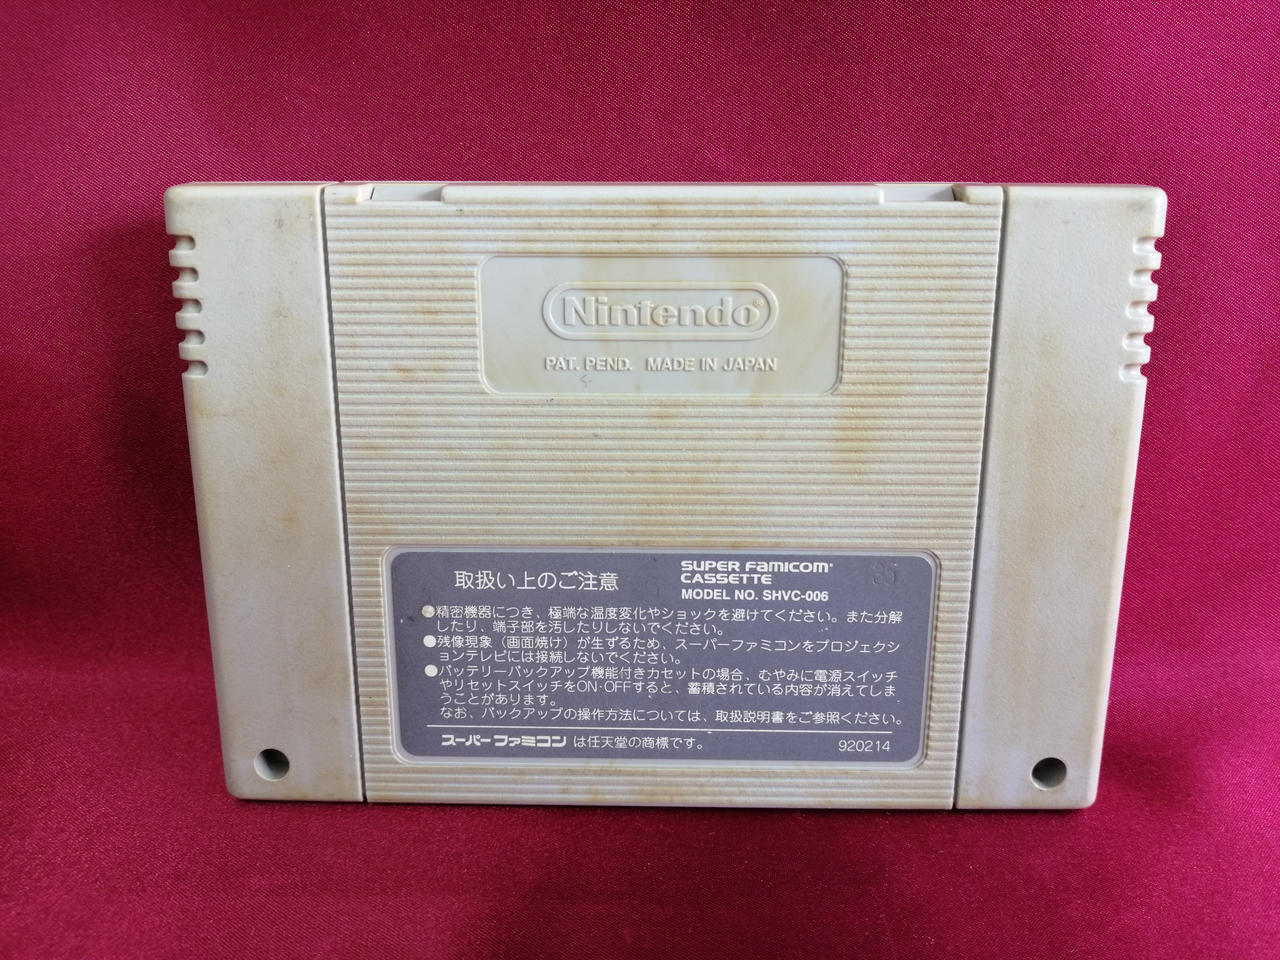 Nintendo®
PAT. PEND. MADE IN JAPAN
取扱い上のご注意
SUPER FAMICOM®
CASSETTE
MODEL NO. SHVC-006
85
●精密機器につき、極端な温度変化やショックを避けてください。また分解
したり、端子部を汚したりしないでください。
●残像現象(画面焼け)が生ずるため、スーパーファミコンをプロジェクシ
ョンテレビには接続しないでください。
●バッテリーバックアップ機能付きカセットの場合、むやみに電源スイッチ
やリセットスイッチをON・OFFすると、蓄積されている内容が消えてしま
うことがあります。
なお、バックアップの操作方法については、取扱説明書をご参照ください。
スーパーファミコン は任天堂の商標です。
920214